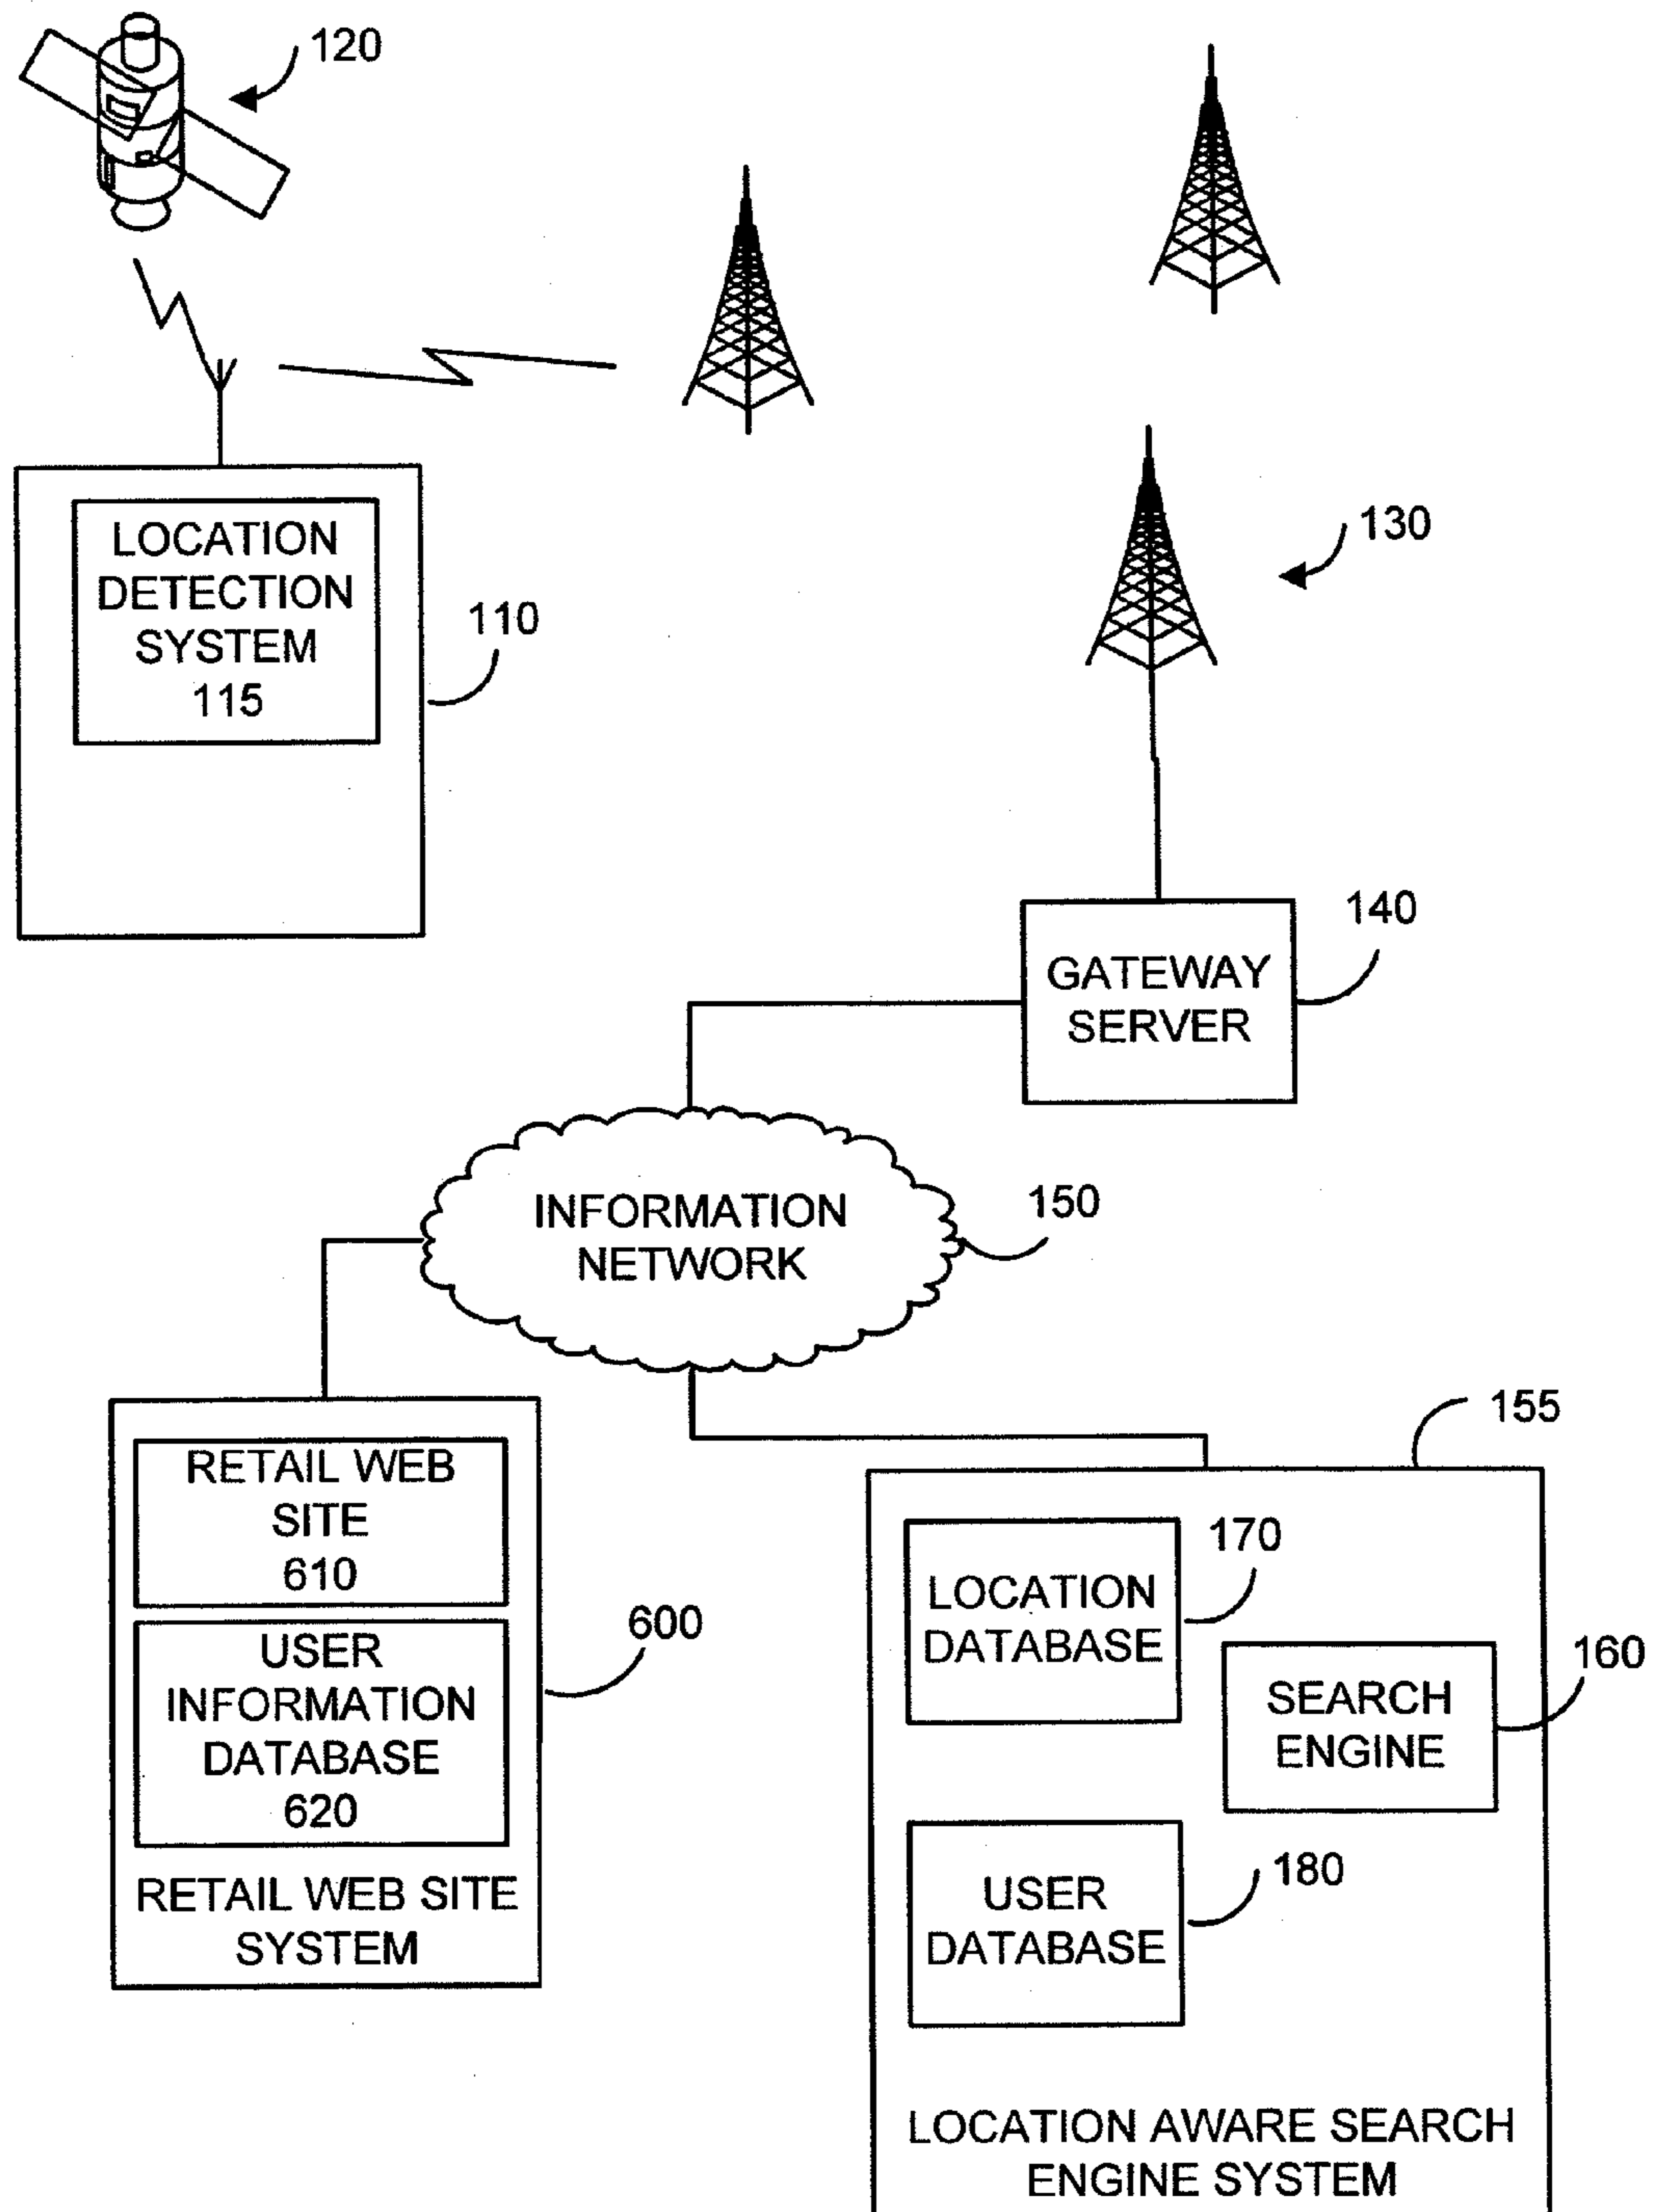 120
LOCATION
DETECTION
SYSTEM
115
110
130
140
GATEWAY
SERVER
INFORMATION
NETWORK
150
155
RETAIL WEB
SITE
610
USER
INFORMATION
DATABASE
620
RETAIL WEB SITE
SYSTEM
600
170
LOCATION
DATABASE
160
SEARCH
ENGINE
180
USER
DATABASE
LOCATION AWARE SEARCH
ENGINE SYSTEM